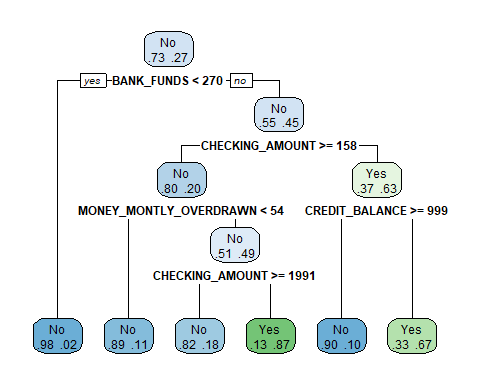 No
.73 .27
yes BANK_FUNDS < 270 no
No
.55 .45
CHECKING_AMOUNT >= 158
No
.80 .20
Yes
.37 .63
MONEY_MONTLY_OVERDRAWN < 54
CREDIT_BALANCE >= 999
No
.51 .49
CHECKING_AMOUNT >= 1991
No
.98 .02
No
.89 .11
No
.82 .18
Yes
.13 .87
No
.90 .10
Yes
.33 .67